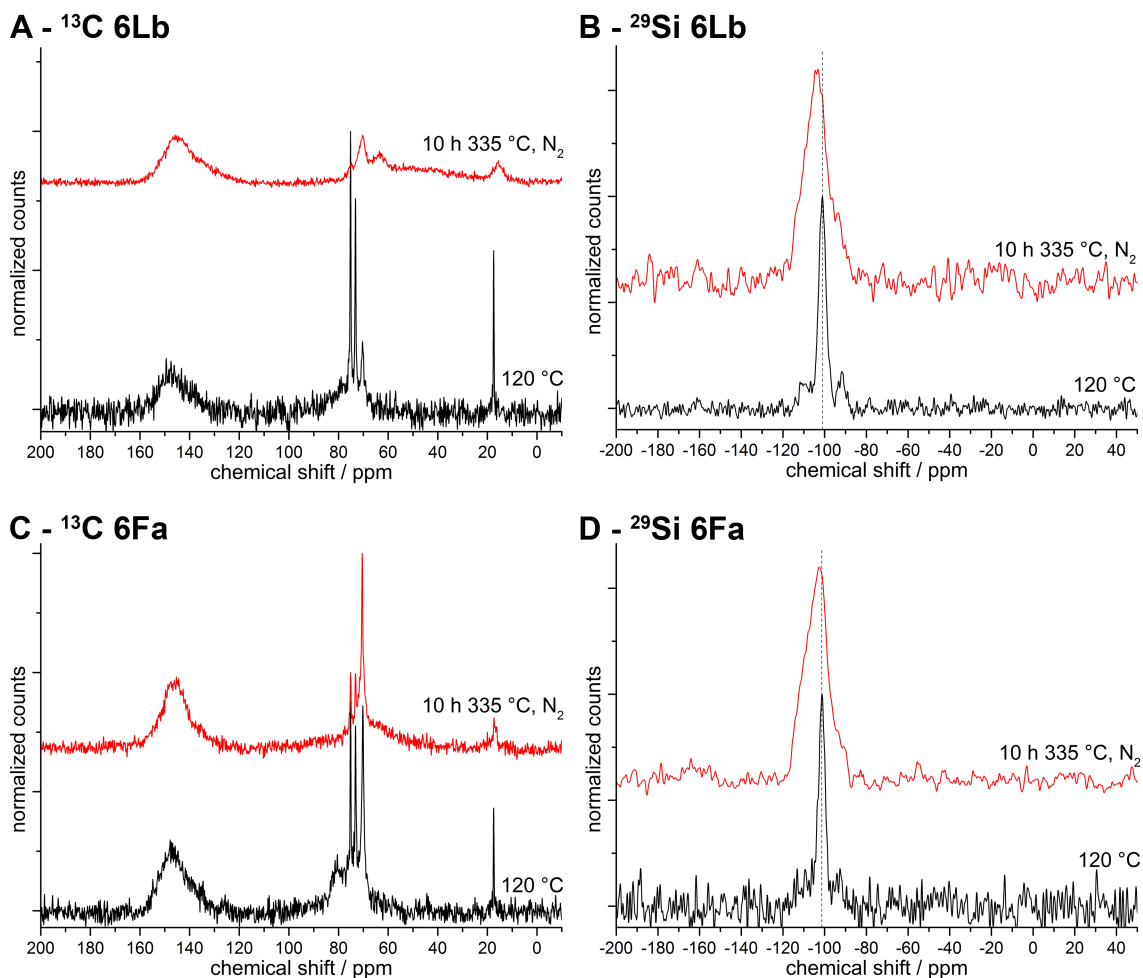 A - ¹³C 6Lb
normalized counts
10 h 335 °C, N₂
120 °C
200 180 160 140 120 100 80 60 40 20 0
chemical shift / ppm
B - ²⁹Si 6Lb
normalized counts
10 h 335 °C, N₂
120 °C
-200 -180 -160 -140 -120 -100 -80 -60 -40 -20 0 20 40
chemical shift / ppm
C - ¹³C 6Fa
normalized counts
10 h 335 °C, N₂
120 °C
200 180 160 140 120 100 80 60 40 20 0
chemical shift / ppm
D - ²⁹Si 6Fa
normalized counts
10 h 335 °C, N₂
120 °C
-200 -180 -160 -140 -120 -100 -80 -60 -40 -20 0 20 40
chemical shift / ppm